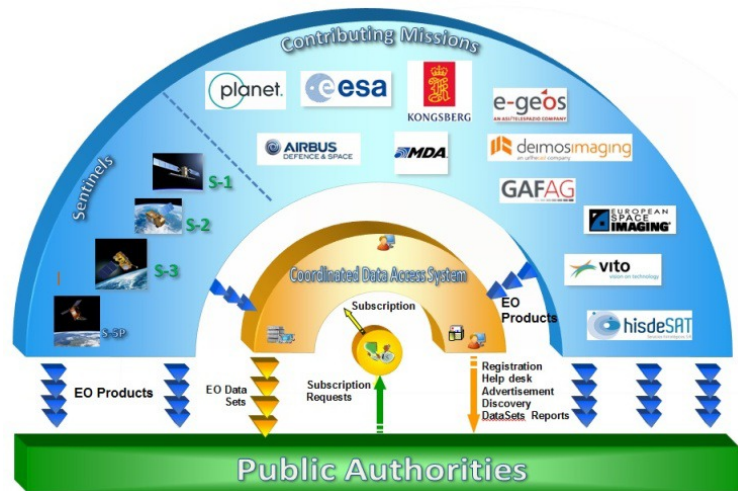 Contributing Missions
planet.
esa
KONGSBERG
e-geos
AN ASI/TELESPAZIO COMPANY
AIRBUS
DEFENCE & SPACE
MDA
deimosimaging
an urthecast company
Sentinels
S-1
GAFAG
S-2
EUROPEAN
SPACE
IMAGING
S-3
Coordinated Data Access System
vito
vision on technology
Subscription
EO
Products
S-5P
hisdeSAT
EO Products
EO Data
Sets
Subscription
Requests
Registration
Help desk
Advertisement
Discovery
DataSets Reports
Public Authorities